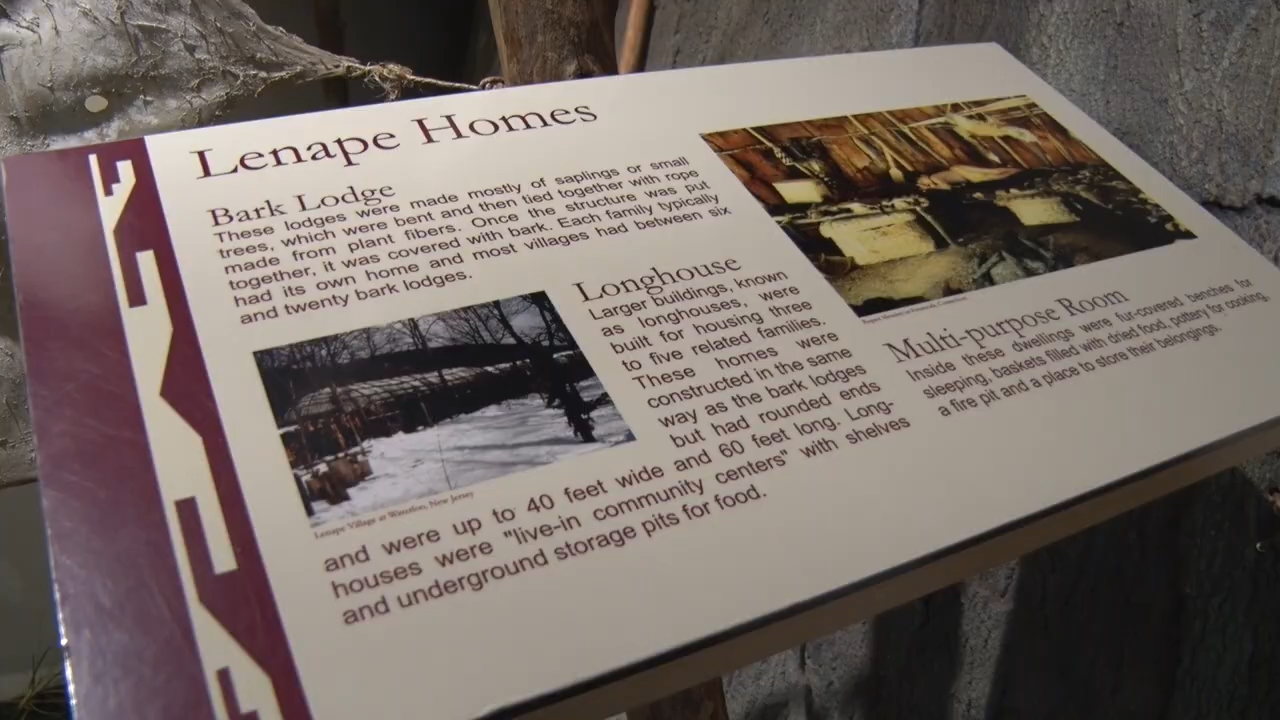 Lenape Homes
Bark Lodge
These lodges were made mostly of saplings or small
trees, which were bent and then tied together with rope
made from plant fibers. Once the structure was put
together, it was covered with bark. Each family typically
had its own home and most villages had between six
and twenty bark lodges.
Lenape Village at Waterloo, New Jersey
Longhouse
Larger buildings, known
as longhouses, were
built for housing three
to five related families.
These homes were
constructed in the same
way as the bark lodges
but had rounded ends
and were up to 40 feet wide and 60 feet long. Long-
houses were "live-in community centers" with shelves
and underground storage pits for food.
Multi-purpose Room
Inside these dwellings were fur-covered benches for
sleeping, baskets filled with dried food, pottery for cooking,
a fire pit and a place to store their belongings.